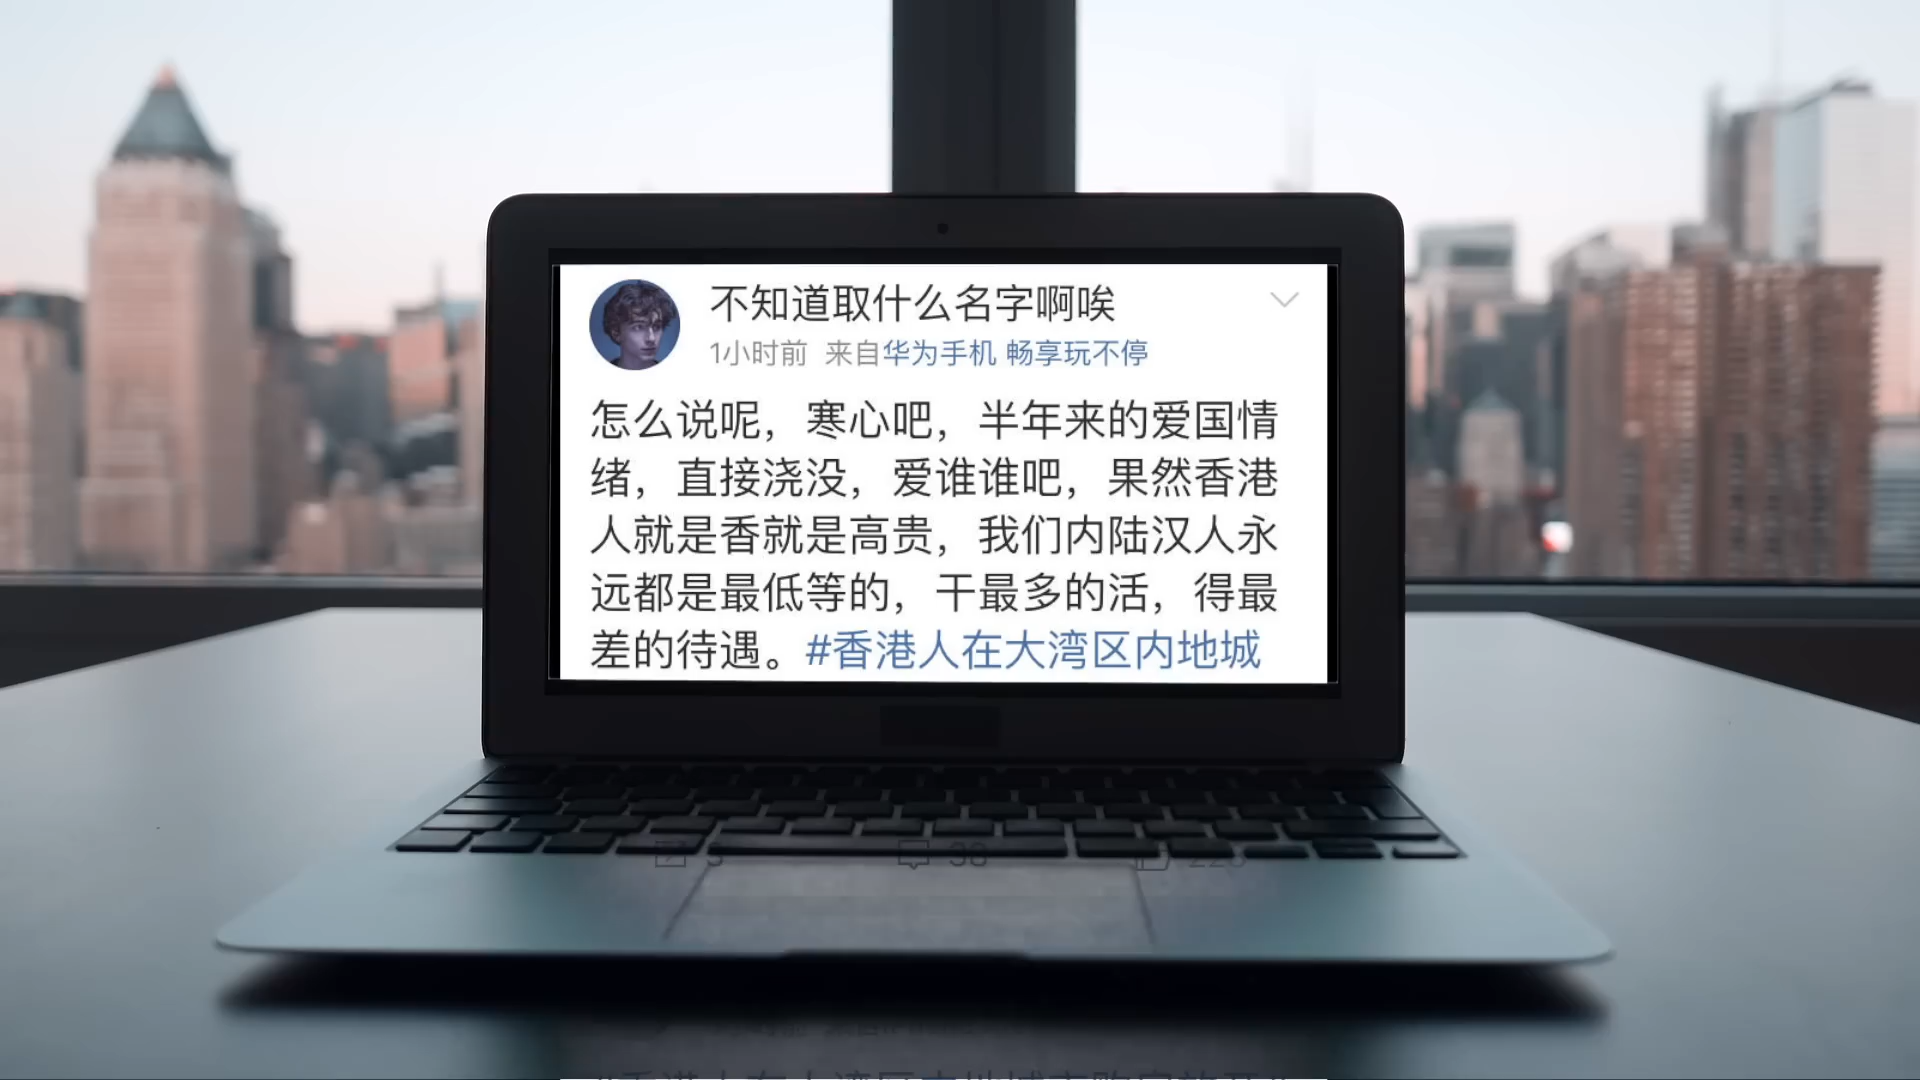 不知道取什么名字啊唉
1小时前 来自华为手机 畅享玩不停
怎么说呢，寒心吧，半年来的爱国情
绪，直接浇没，爱谁谁吧，果然香港
人就是香就是高贵，我们内陆汉人永
远都是最低等的，干最多的活，得最
差的待遇。#香港人在大湾区内地城